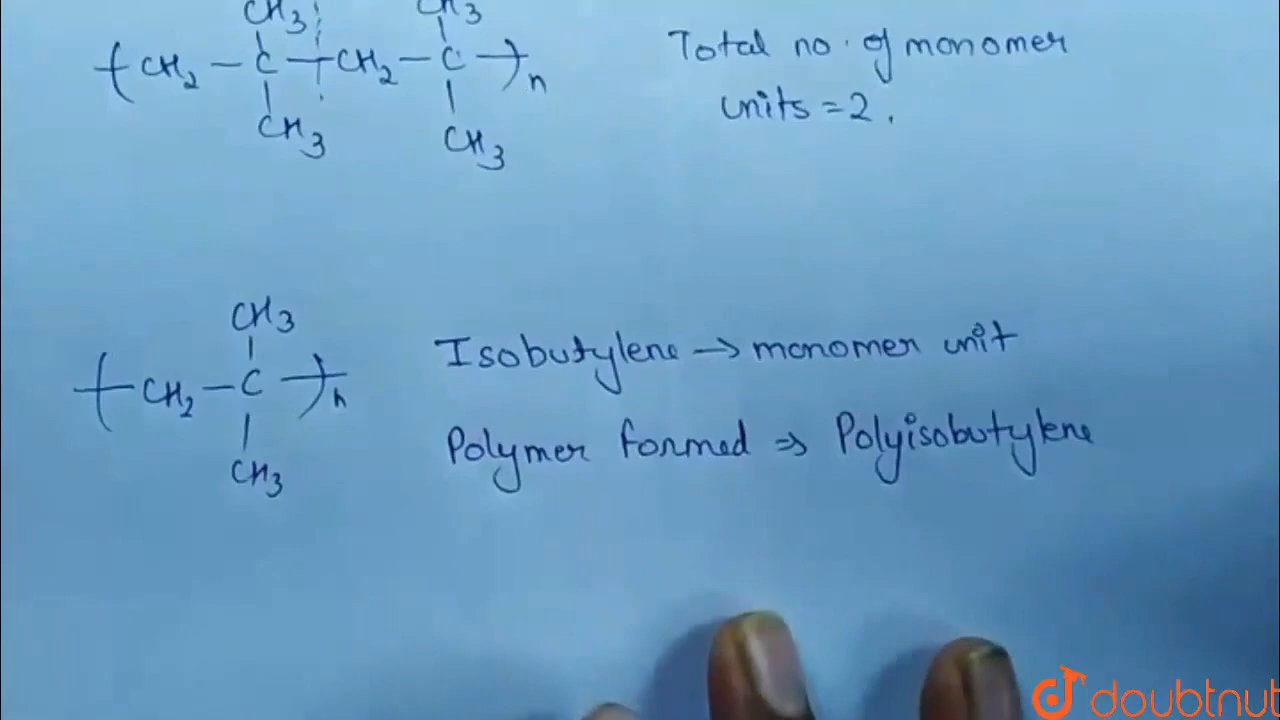 CH3 CH3
( CH2 - C - CH2 - C )n
CH3 CH3
Total no. of monomer
units = 2.
CH3
( CH2 - C )n
CH3
Isobutylene → monomer unit
Polymer formed ⇒ Polyisobutylene
doubtnut